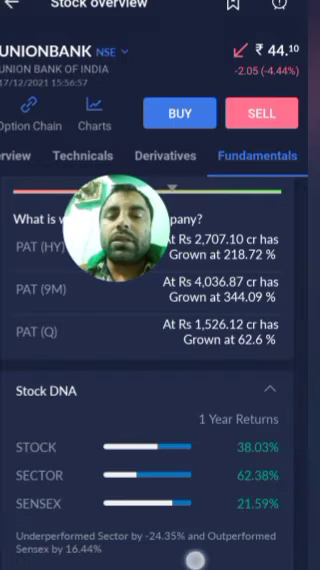 Stock overview
UNIONBANK NSE
₹ 44.10
UNION BANK OF INDIA
-2.05 (-4.44%)
17/12/2021 15:56:57
Option Chain
Charts
BUY
SELL
rview Technicals Derivatives Fundamentals
What is w pany?
PAT (HY) At Rs 2,707.10 cr has
Grown at 218.72 %
PAT (9M) At Rs 4,036.87 cr has
Grown at 344.09 %
PAT (Q) At Rs 1,526.12 cr has
Grown at 62.6 %
Stock DNA
1 Year Returns
STOCK 38.03%
SECTOR 62.38%
SENSEX 21.59%
Underperformed Sector by -24.35% and Outperformed
Sensex by 16.44%